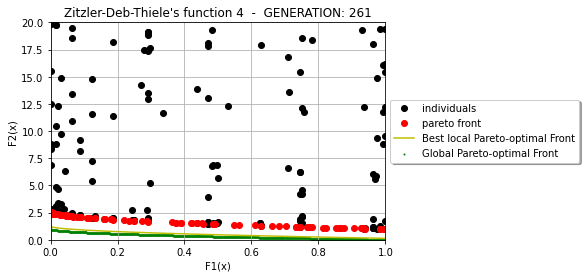 Zitzler-Deb-Thiele's function 4 - GENERATION: 261
20.0
17.5
15.0
12.5
10.0
7.5
5.0
2.5
0.0
F2(x)
0.0 0.2 0.4 0.6 0.8 1.0
F1(x)
individuals
pareto front
Best local Pareto-optimal Front
Global Pareto-optimal Front